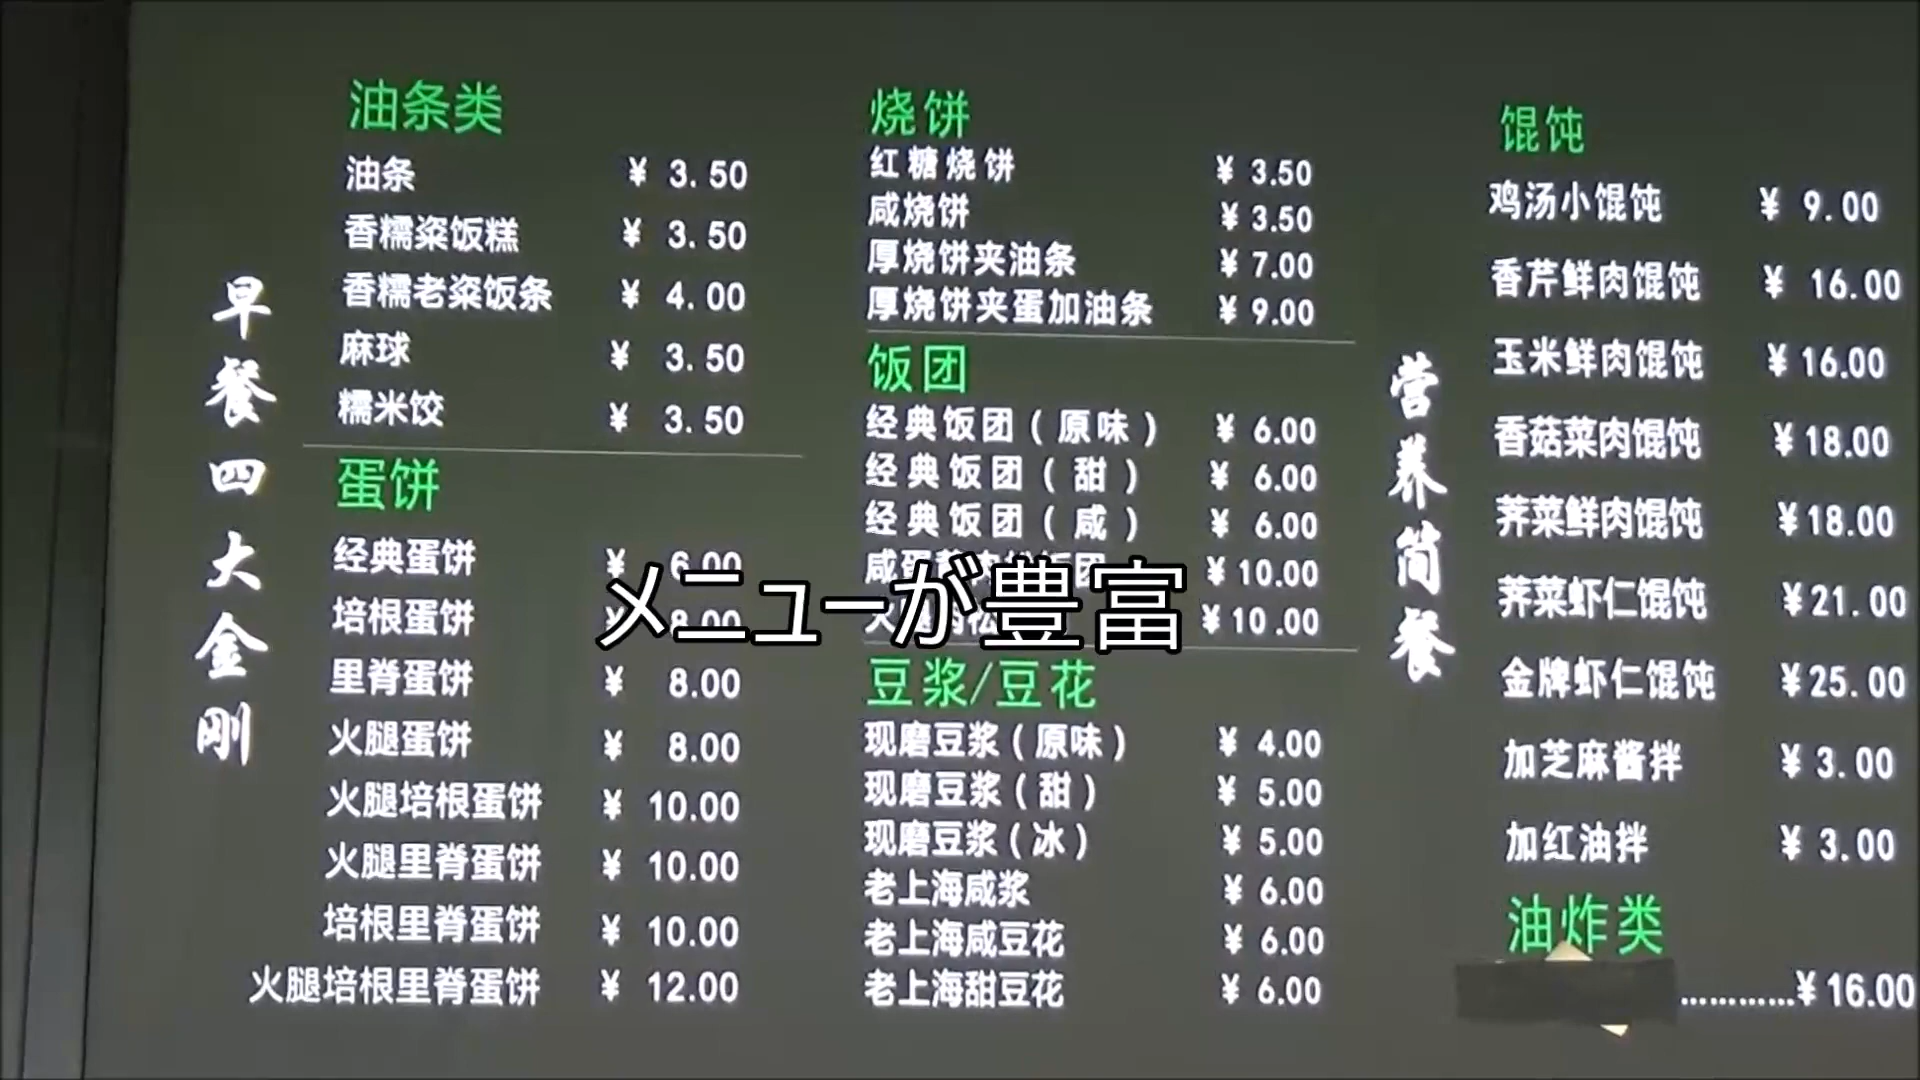 早餐四大金刚
油条类
油条 ¥ 3.50
香糯粢饭糕 ¥ 3.50
香糯老粢饭条 ¥ 4.00
麻球 ¥ 3.50
糯米饺 ¥ 3.50
蛋饼
经典蛋饼 ¥ 6.00
培根蛋饼 ¥ 8.00
里脊蛋饼 ¥ 8.00
火腿蛋饼 ¥ 8.00
火腿培根蛋饼 ¥ 10.00
火腿里脊蛋饼 ¥ 10.00
培根里脊蛋饼 ¥ 10.00
火腿培根里脊蛋饼 ¥ 12.00
烧饼
红糖烧饼 ¥ 3.50
咸烧饼 ¥ 3.50
厚烧饼夹油条 ¥ 7.00
厚烧饼夹蛋加油条 ¥ 9.00
饭团
经典饭团(原味) ¥ 6.00
经典饭团(甜) ¥ 6.00
经典饭团(咸) ¥ 6.00
咸蛋 ¥ 10.00
¥ 10.00
メニューが豊富
豆浆/豆花
现磨豆浆(原味) ¥ 4.00
现磨豆浆(甜) ¥ 5.00
现磨豆浆(冰) ¥ 5.00
老上海咸浆 ¥ 6.00
老上海咸豆花 ¥ 6.00
老上海甜豆花 ¥ 6.00
营养简餐
馄饨
鸡汤小馄饨 ¥ 9.00
香芹鲜肉馄饨 ¥ 16.00
玉米鲜肉馄饨 ¥ 16.00
香菇菜肉馄饨 ¥ 18.00
荠菜鲜肉馄饨 ¥ 18.00
荠菜虾仁馄饨 ¥ 21.00
金牌虾仁馄饨 ¥ 25.00
加芝麻酱拌 ¥ 3.00
加红油拌 ¥ 3.00
油炸类
............¥ 16.00